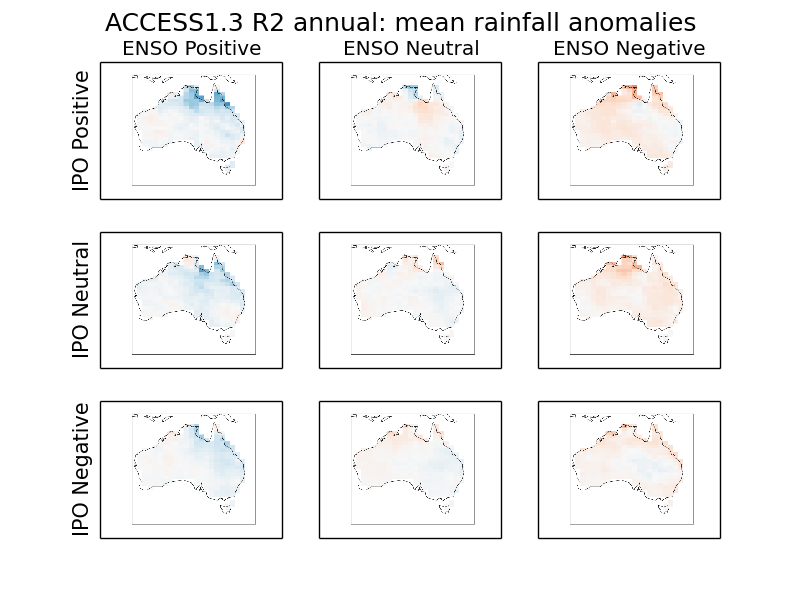 ACCESS1.3 R2 annual: mean rainfall anomalies
ENSO Positive
ENSO Neutral
ENSO Negative
IPO Positive
IPO Neutral
IPO Negative